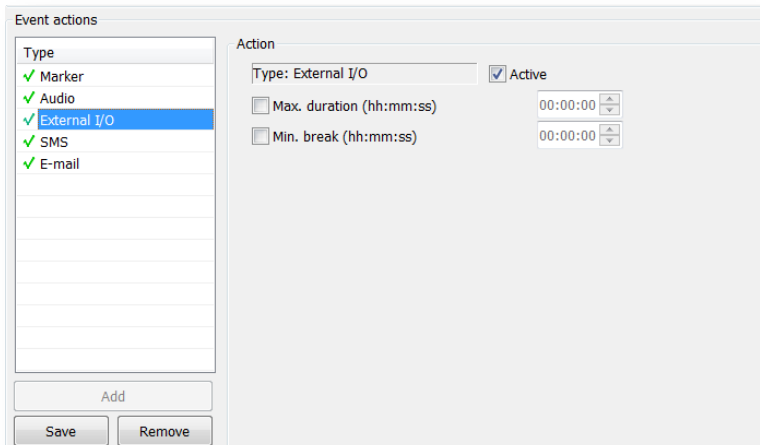 Event actions
Type
Marker
Audio
External I/O
SMS
E-mail
Add
Save Remove
Action
Type: External I/O Active
Max. duration (hh:mm:ss) 00:00:00
Min. break (hh:mm:ss) 00:00:00